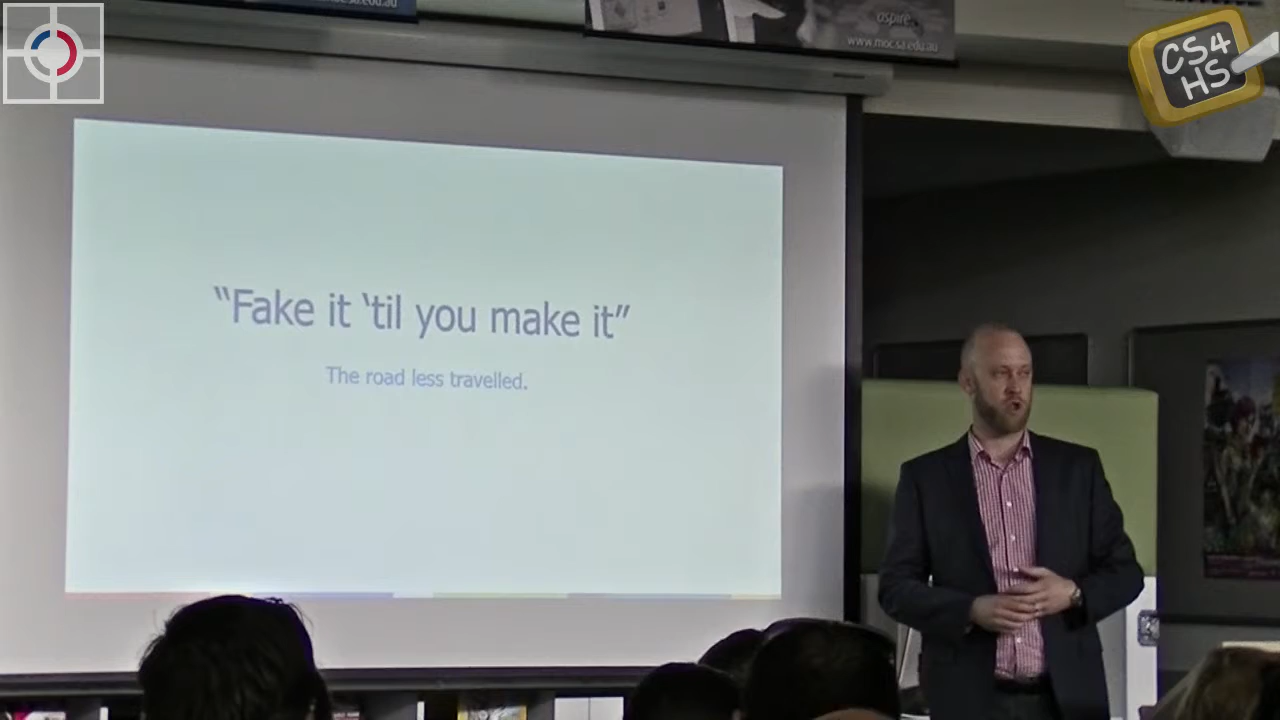 aspire.
www.moc.sa.edu.au
CS4
HS
“Fake it ‘til you make it”
The road less travelled.